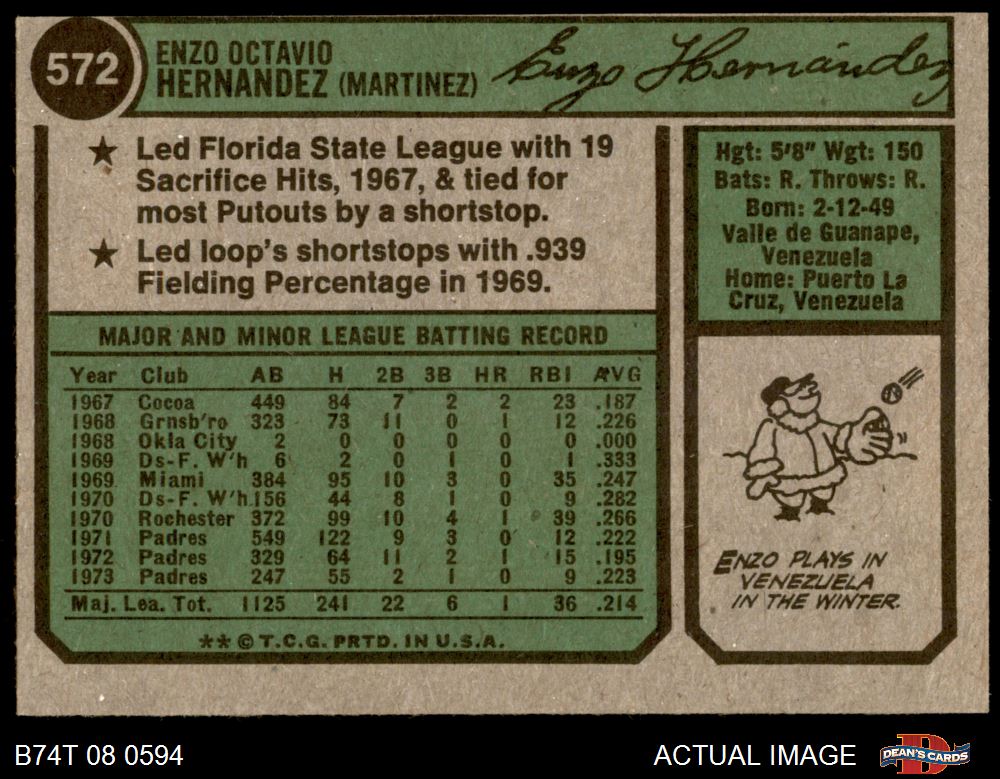 572
ENZO OCTAVIO
HERNANDEZ (MARTINEZ)
Enzo Hernández
★ Led Florida State League with 19
Sacrifice Hits, 1967, & tied for
most Putouts by a shortstop.
★ Led loop's shortstops with .939
Fielding Percentage in 1969.
MAJOR AND MINOR LEAGUE BATTING RECORD
Year Club AB H 2B 3B HR RBI AVG
1967 Cocoa 449 84 7 2 2 23 .187
1968 Grnsb'ro 323 73 11 0 1 12 .226
1968 Okla City 2 0 0 0 0 0 .000
1969 Ds-F. W'h 6 2 0 1 0 1 .333
1969 Miami 384 95 10 3 0 35 .247
1970 Ds-F. W'h 156 44 8 1 0 9 .282
1970 Rochester 372 99 10 4 1 39 .266
1971 Padres 549 122 9 3 0 12 .222
1972 Padres 329 64 11 2 1 15 .195
1973 Padres 247 55 2 1 0 9 .223
Maj. Lea. Tot. 1125 241 22 6 1 36 .214
** © T.C.G. PRTD. IN U.S.A.
Hgt: 5'8" Wgt: 150
Bats: R. Throws: R.
Born: 2-12-49
Valle de Guanape,
Venezuela
Home: Puerto La
Cruz, Venezuela
ENZO PLAYS IN
VENEZUELA
IN THE WINTER.
B74T 08 0594
ACTUAL IMAGE
D
DEAN'S CARDS